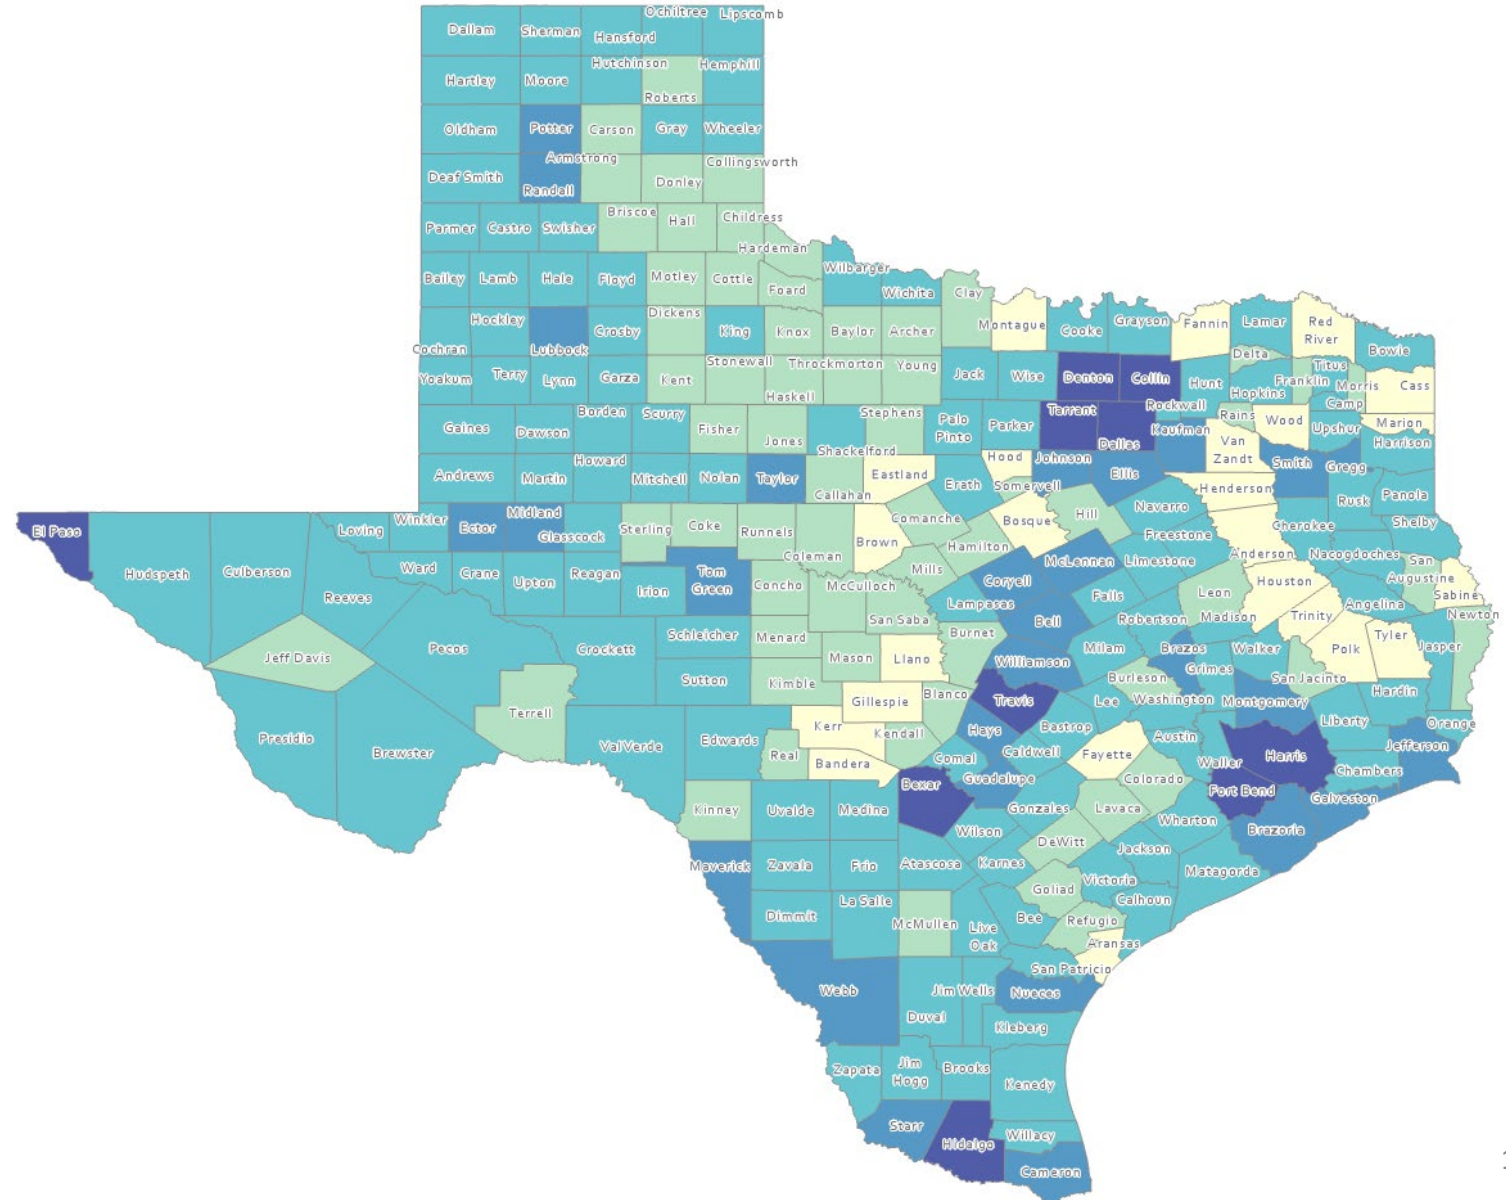 Ochiltree
Lipscomb
Dallam
Sherman
Hansford
Hutchinson
Hemphill
Hartley
Moore
Roberts
Oldham
Potter
Carson
Gray
Wheeler
Armstrong
Collingsworth
Deaf Smith
Randall
Donley
Parmer
Castro
Swisher
Briscoe
Hall
Childress
Hardeman
Bailey
Lamb
Hale
Floyd
Motley
Cottle
Foard
Wilbarger
Wichita
Clay
Cochran
Hockley
Lubbock
Crosby
Dickens
King
Knox
Baylor
Archer
Montague
Cooke
Grayson
Fannin
Lamar
Red
River
Bowie
Yoakum
Terry
Lynn
Garza
Kent
Stonewall
Haskell
Throckmorton
Young
Jack
Wise
Denton
Collin
Hunt
Delta
Hopkins
Franklin
Titus
Morris
Cass
Camp
Rockwall
Rains
Wood
Upshur
Marion
Harrison
Gaines
Dawson
Borden
Scurry
Fisher
Jones
Shackelford
Stephens
Palo
Pinto
Parker
Tarrant
Dallas
Kaufman
Van
Zandt
Smith
Gregg
Andrews
Martin
Howard
Mitchell
Nolan
Taylor
Callahan
Eastland
Erath
Hood
Somervell
Johnson
Ellis
Henderson
Rusk
Panola
Navarro
El Paso
Hudspeth
Culberson
Reeves
Loving
Winkler
Ector
Midland
Glasscock
Sterling
Coke
Runnels
Coleman
Brown
Comanche
Hamilton
Bosque
Hill
Freestone
Anderson
Cherokee
Shelby
Nacogdoches
San
Augustine
Sabine
Ward
Crane
Upton
Reagan
Irion
Tom
Green
Concho
McCulloch
Mills
Coryell
McLennan
Limestone
Leon
Houston
Angelina
Newton
San Saba
Lampasas
Bell
Falls
Robertson
Madison
Trinity
Polk
Tyler
Jasper
Jeff Davis
Pecos
Crockett
Schleicher
Menard
Mason
Llano
Burnet
Williamson
Milam
Brazos
Grimes
Walker
San Jacinto
Hardin
Presidio
Brewster
Terrell
Sutton
Kimble
Gillespie
Blanco
Travis
Burleson
Lee
Washington
Montgomery
Liberty
Orange
Jefferson
Val Verde
Edwards
Real
Kerr
Bandera
Kendall
Hays
Comal
Caldwell
Bastrop
Fayette
Austin
Waller
Harris
Chambers
Galveston
Fort Bend
Colorado
Kinney
Uvalde
Medina
Bexar
Guadalupe
Gonzales
Lavaca
Wharton
Brazoria
Wilson
DeWitt
Jackson
Matagorda
Maverick
Zavala
Frio
Atascosa
Karnes
Goliad
Victoria
Calhoun
Dimmit
La Salle
McMullen
Live
Oak
Bee
Refugio
Aransas
San Patricio
Webb
Duval
Jim Wells
Nueces
Kleberg
Zapata
Jim
Hogg
Brooks
Kenedy
Starr
Hidalgo
Willacy
Cameron